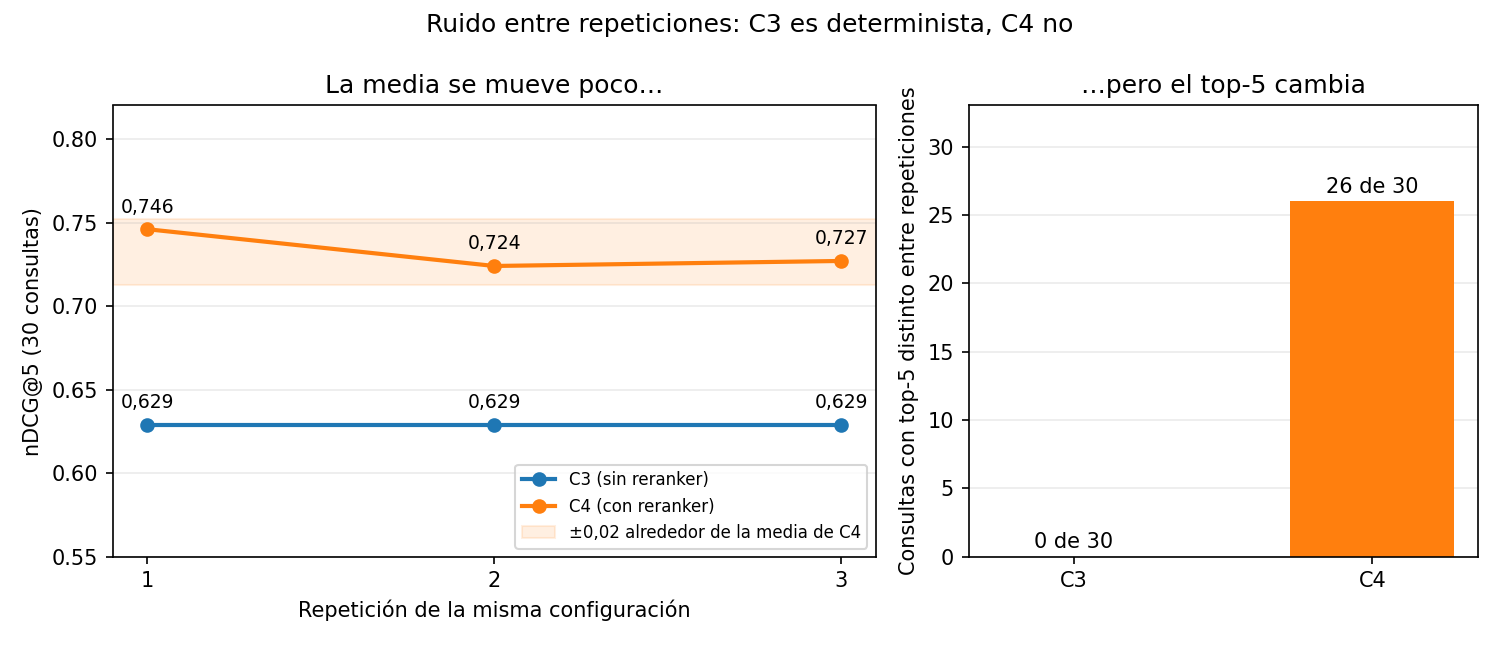 Ruido entre repeticiones: C3 es determinista, C4 no
La media se mueve poco…
nDCG@5 (30 consultas)
0.80
0.75
0.70
0.65
0.60
0.55
0,746
0,724
0,727
0,629
0,629
0,629
C3 (sin reranker)
C4 (con reranker)
±0,02 alrededor de la media de C4
1
2
3
Repetición de la misma configuración
…pero el top-5 cambia
Consultas con top-5 distinto entre repeticiones
30
25
20
15
10
5
0
26 de 30
0 de 30
C3
C4